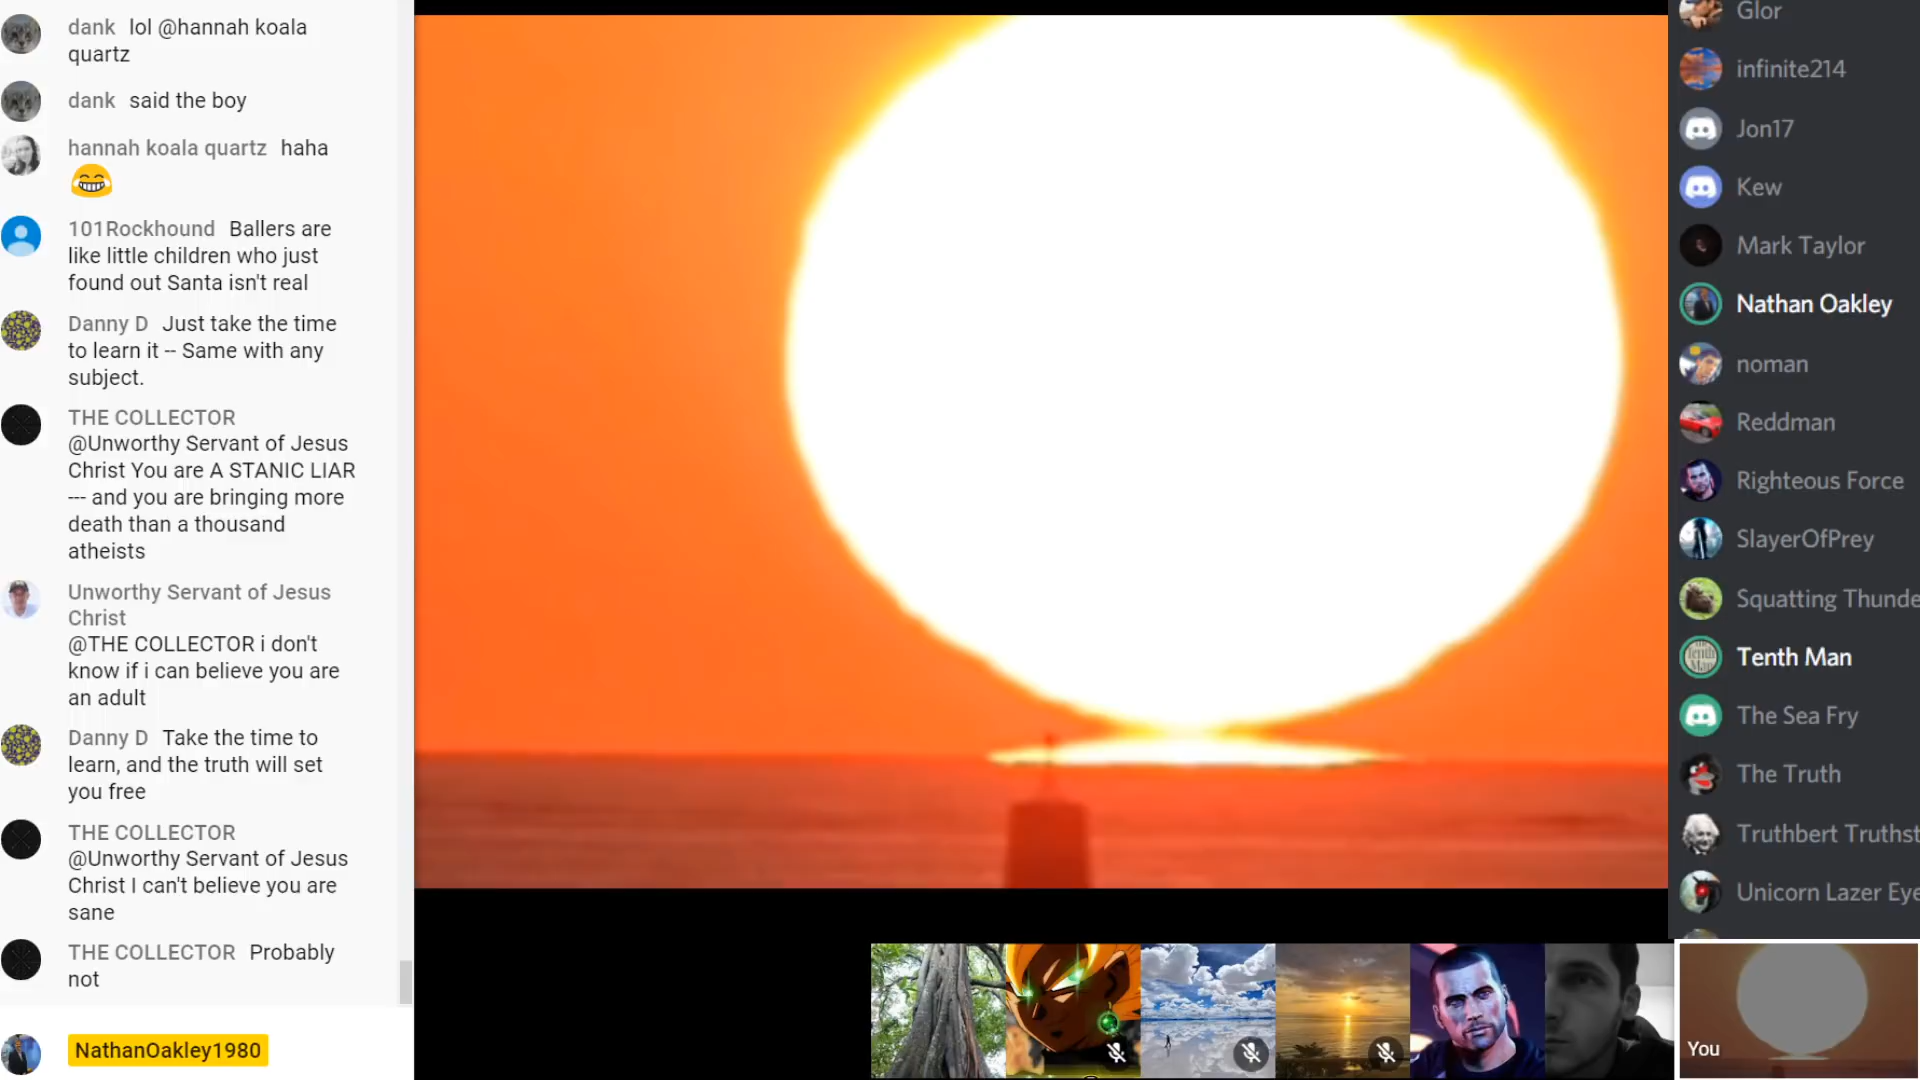 dank lol @hannah koala
quartz
dank said the boy
hannah koala quartz haha
101Rockhound Ballers are
like little children who just
found out Santa isn't real
Danny D Just take the time
to learn it -- Same with any
subject.
THE COLLECTOR
@Unworthy Servant of Jesus
Christ You are A STANIC LIAR
--- and you are bringing more
death than a thousand
atheists
Unworthy Servant of Jesus
Christ
@THE COLLECTOR i don't
know if i can believe you are
an adult
Danny D Take the time to
learn, and the truth will set
you free
THE COLLECTOR
@Unworthy Servant of Jesus
Christ I can't believe you are
sane
THE COLLECTOR Probably
not
NathanOakley1980
Glor
infinite214
Jon17
Kew
Mark Taylor
Nathan Oakley
noman
Reddman
Righteous Force
SlayerOfPrey
Squatting Thunde
Tenth Man
The Sea Fry
The Truth
Truthbert Truthst
Unicorn Lazer Eye
You